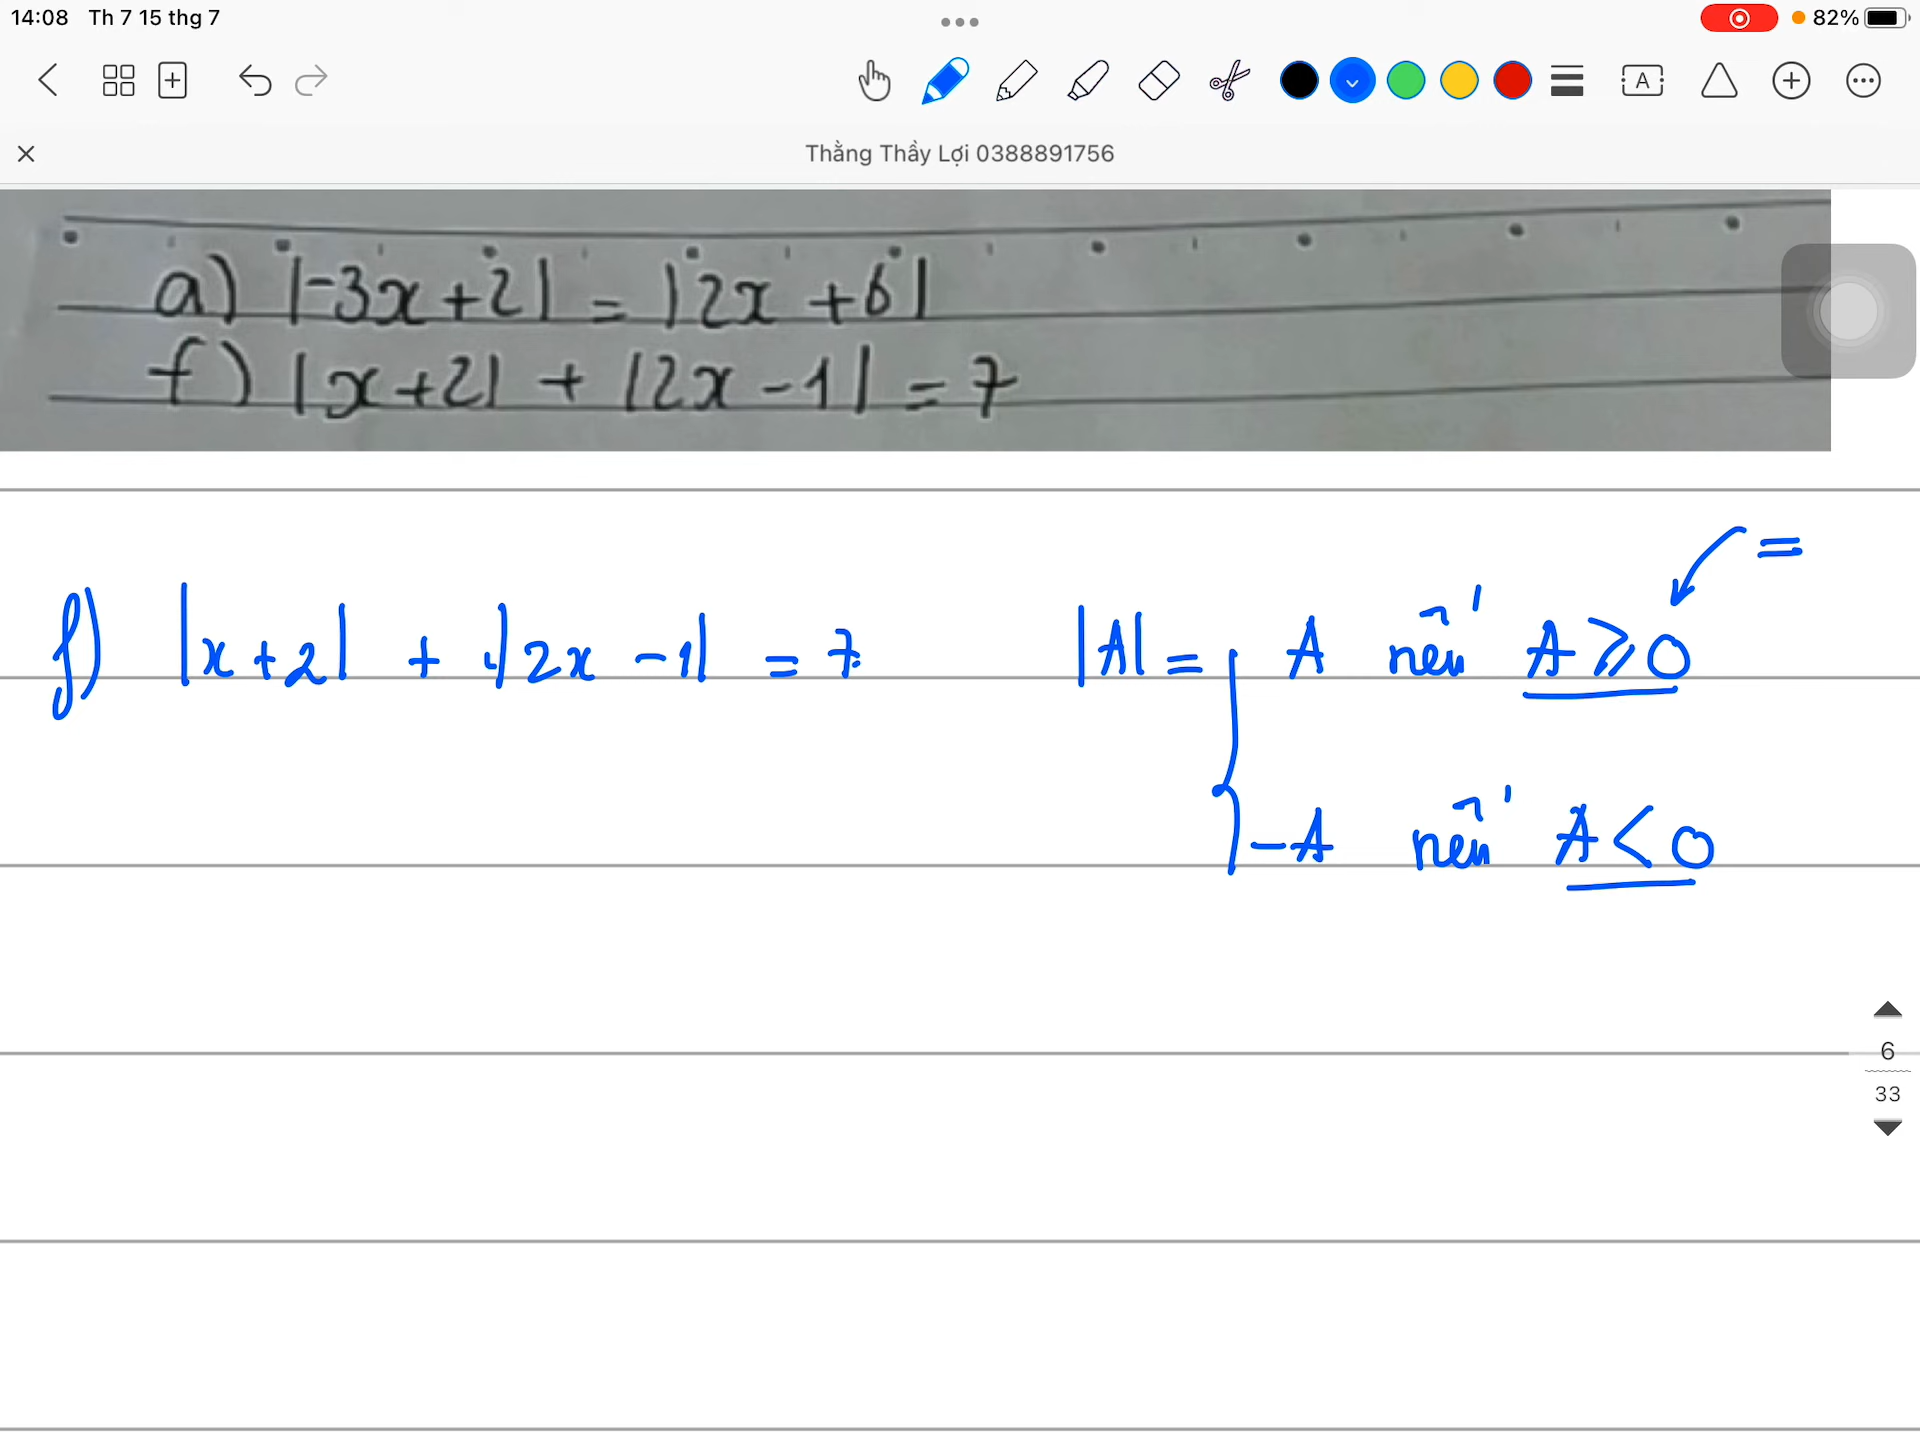 14:08 Th 7 15 thg 7
82%
A
Thằng Thầy Lợi 0388891756
a) |-3x+2| = |2x+6|
f) |x+2| + |2x-1| = 7
=
f) |x+2| + |2x-1| = 7
|A| = { A nếu A ≥ 0
-A nếu A < 0
6
33